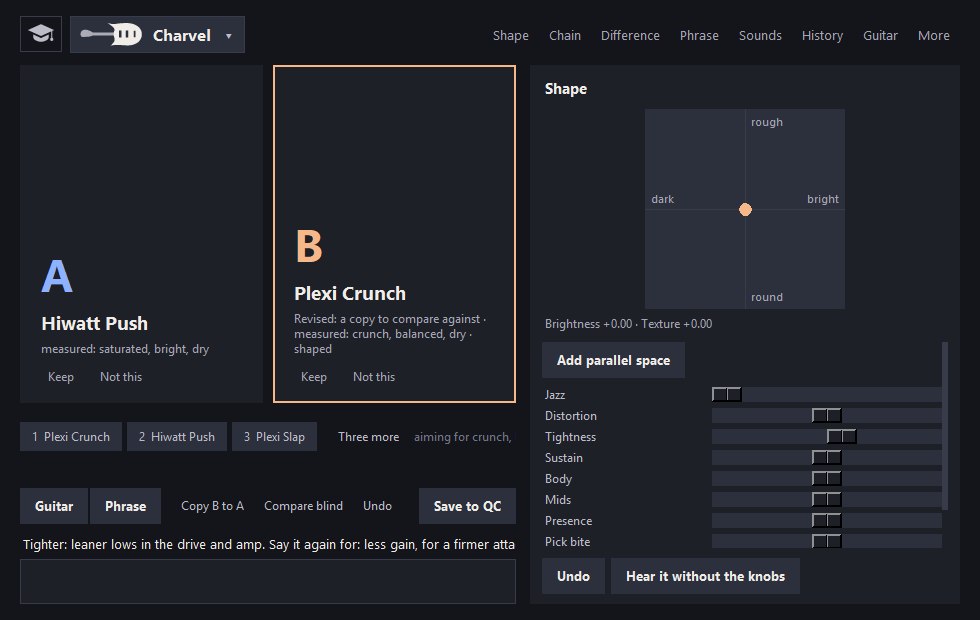 Charvel
Shape Chain Difference Phrase Sounds History Guitar More
A
Hiwatt Push
measured: saturated, bright, dry
Keep Not this
B
Plexi Crunch
Revised: a copy to compare against ·
measured: crunch, balanced, dry ·
shaped
Keep Not this
1 Plexi Crunch 2 Hiwatt Push 3 Plexi Slap Three more aiming for crunch,
Guitar Phrase Copy B to A Compare blind Undo Save to QC
Tighter: leaner lows in the drive and amp. Say it again for: less gain, for a firmer atta
Shape
rough
dark bright
round
Brightness +0.00 · Texture +0.00
Add parallel space
Jazz
Distortion
Tightness
Sustain
Body
Mids
Presence
Pick bite
Undo Hear it without the knobs